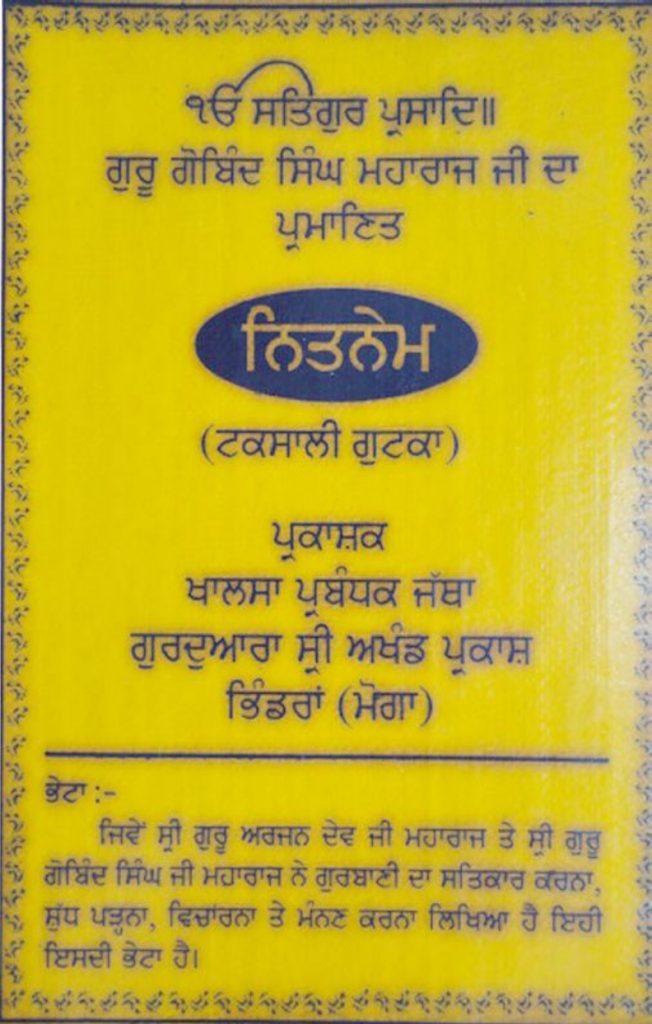 ੴ ਸਤਿਗੁਰ ਪ੍ਰਸਾਦਿ॥
ਗੁਰੂ ਗੋਬਿੰਦ ਸਿੰਘ ਮਹਾਰਾਜ ਜੀ ਦਾ
ਪ੍ਰਮਾਣਿਤ
ਨਿਤਨੇਮ
(ਟਕਸਾਲੀ ਗੁਟਕਾ)
ਪ੍ਰਕਾਸ਼ਕ
ਖਾਲਸਾ ਪ੍ਰਬੰਧਕ ਜੱਥਾ
ਗੁਰਦੁਆਰਾ ਸ੍ਰੀ ਅਖੰਡ ਪ੍ਰਕਾਸ਼
ਭਿੰਡਰਾਂ (ਮੋਗਾ)
ਭੇਟਾ :-
ਜਿਵੇਂ ਸ੍ਰੀ ਗੁਰੂ ਅਰਜਨ ਦੇਵ ਜੀ ਮਹਾਰਾਜ ਤੇ ਸ੍ਰੀ ਗੁਰੂ
ਗੋਬਿੰਦ ਸਿੰਘ ਜੀ ਮਹਾਰਾਜ ਨੇ ਗੁਰਬਾਣੀ ਦਾ ਸਤਿਕਾਰ ਕਰਨਾ,
ਸ਼ੁੱਧ ਪੜ੍ਹਨਾ, ਵਿਚਾਰਨਾ ਤੇ ਮੰਨਣ ਕਰਨਾ ਲਿਖਿਆ ਹੈ ਇਹੀ
ਇਸਦੀ ਭੇਟਾ ਹੈ।